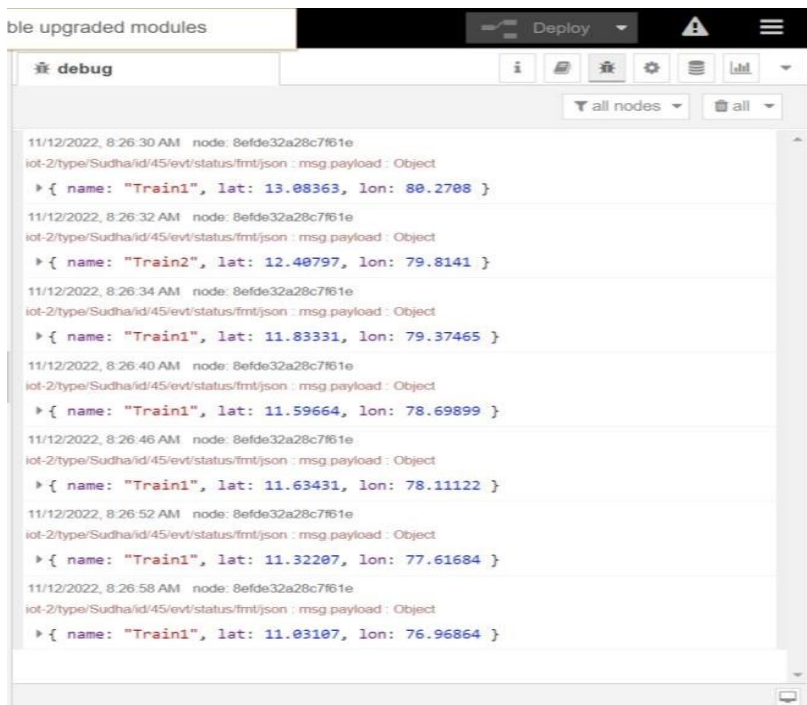 ble upgraded modules
Deploy
debug
i
all nodes
all
11/12/2022, 8:26:30 AM node: 8efde32a28c7f61e
iot-2/type/Sudha/id/45/evt/status/fmt/json : msg.payload : Object
{ name: "Train1", lat: 13.08363, lon: 80.2708 }
11/12/2022, 8:26:32 AM node: 8efde32a28c7f61e
iot-2/type/Sudha/id/45/evt/status/fmt/json : msg.payload : Object
{ name: "Train2", lat: 12.40797, lon: 79.8141 }
11/12/2022, 8:26:34 AM node: 8efde32a28c7f61e
iot-2/type/Sudha/id/45/evt/status/fmt/json : msg.payload : Object
{ name: "Train1", lat: 11.83331, lon: 79.37465 }
11/12/2022, 8:26:40 AM node: 8efde32a28c7f61e
iot-2/type/Sudha/id/45/evt/status/fmt/json : msg.payload : Object
{ name: "Train1", lat: 11.59664, lon: 78.69899 }
11/12/2022, 8:26:46 AM node: 8efde32a28c7f61e
iot-2/type/Sudha/id/45/evt/status/fmt/json : msg.payload : Object
{ name: "Train1", lat: 11.63431, lon: 78.11122 }
11/12/2022, 8:26:52 AM node: 8efde32a28c7f61e
iot-2/type/Sudha/id/45/evt/status/fmt/json : msg.payload : Object
{ name: "Train1", lat: 11.32207, lon: 77.61684 }
11/12/2022, 8:26:58 AM node: 8efde32a28c7f61e
iot-2/type/Sudha/id/45/evt/status/fmt/json : msg.payload : Object
{ name: "Train1", lat: 11.03107, lon: 76.96864 }